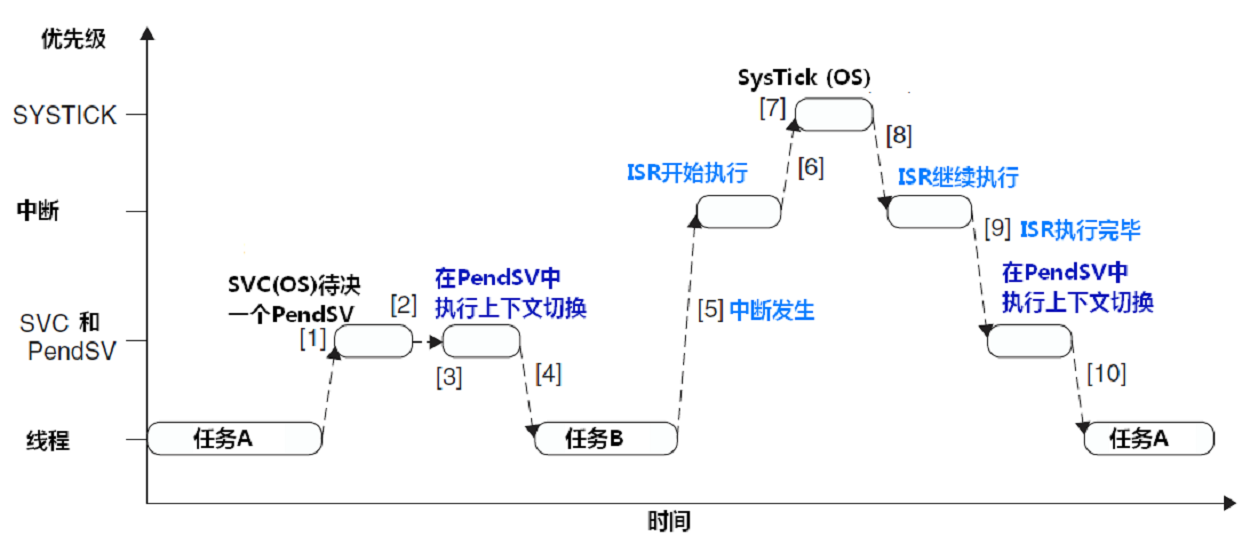 优先级
SYSTICK
SysTick (OS)
[7]
[8]
[6]
ISR开始执行
ISR继续执行
中断
[9] ISR执行完毕
SVC(OS)待决
一个PendSV
[2]
在PendSV中
执行上下文切换
在PendSV中
执行上下文切换
[5] 中断发生
SVC 和
PendSV
[1]
[3]
[4]
[10]
线程
任务A
任务B
任务A
时间